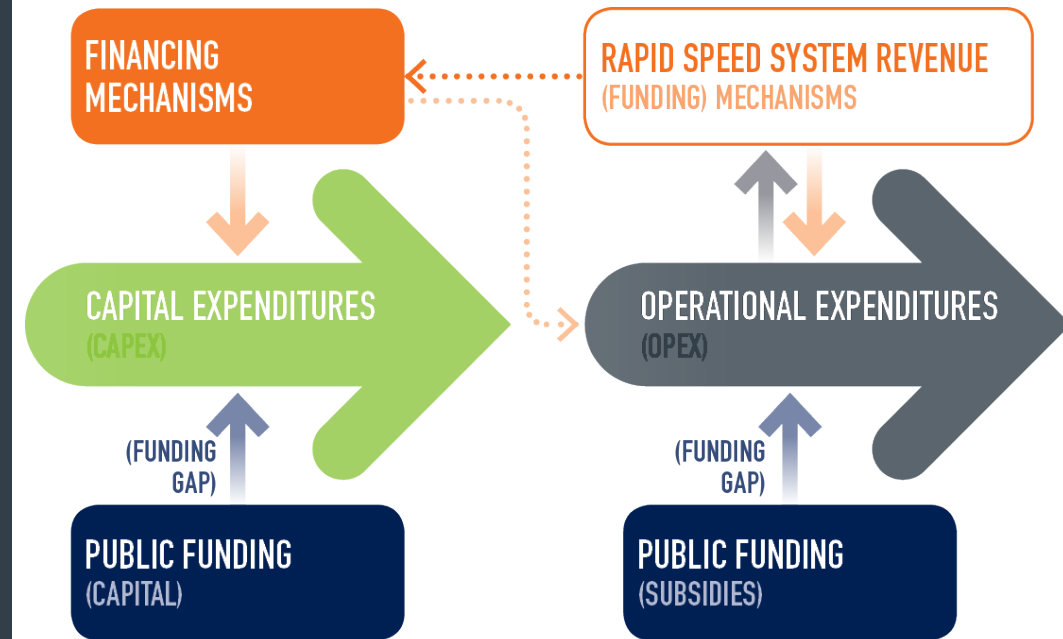 FINANCING
MECHANISMS
RAPID SPEED SYSTEM REVENUE
(FUNDING) MECHANISMS
CAPITAL EXPENDITURES
(CAPEX)
OPERATIONAL EXPENDITURES
(OPEX)
(FUNDING
GAP)
(FUNDING
GAP)
PUBLIC FUNDING
(CAPITAL)
PUBLIC FUNDING
(SUBSIDIES)